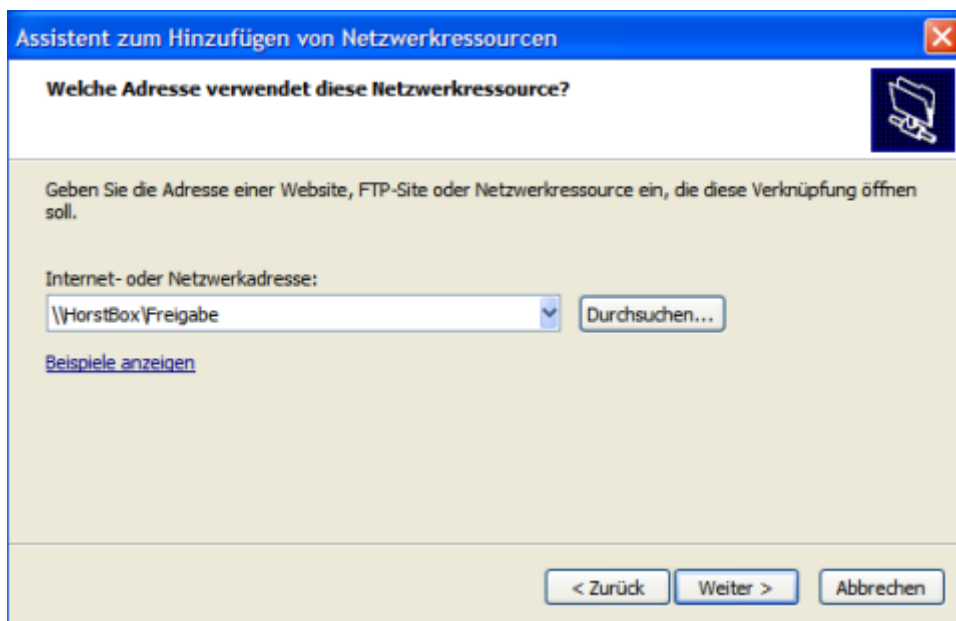 Assistent zum Hinzufügen von Netzwerkressourcen
Welche Adresse verwendet diese Netzwerkressource?
Geben Sie die Adresse einer Website, FTP-Site oder Netzwerkressource ein, die diese Verknüpfung öffnen
soll.
Internet- oder Netzwerkadresse:
\\HorstBox\Freigabe
Durchsuchen...
Beispiele anzeigen
< Zurück
Weiter >
Abbrechen